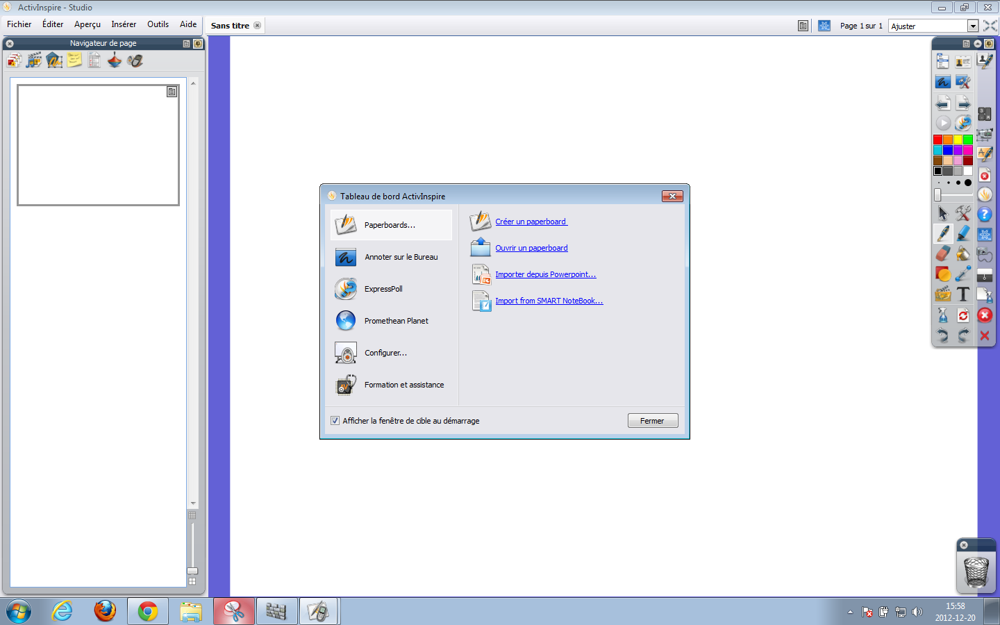 ActivInspire - Studio
Fichier Éditer Aperçu Insérer Outils Aide
Sans titre
Page 1 sur 1
Ajuster
Navigateur de page
Tableau de bord ActivInspire
Paperboards...
Annoter sur le Bureau
ExpressPoll
Promethean Planet
Configurer...
Formation et assistance
Créer un paperboard
Ouvrir un paperboard
Importer depuis Powerpoint...
Import from SMART NoteBook...
Afficher la fenêtre de cible au démarrage
Fermer
15:58
2012-12-20